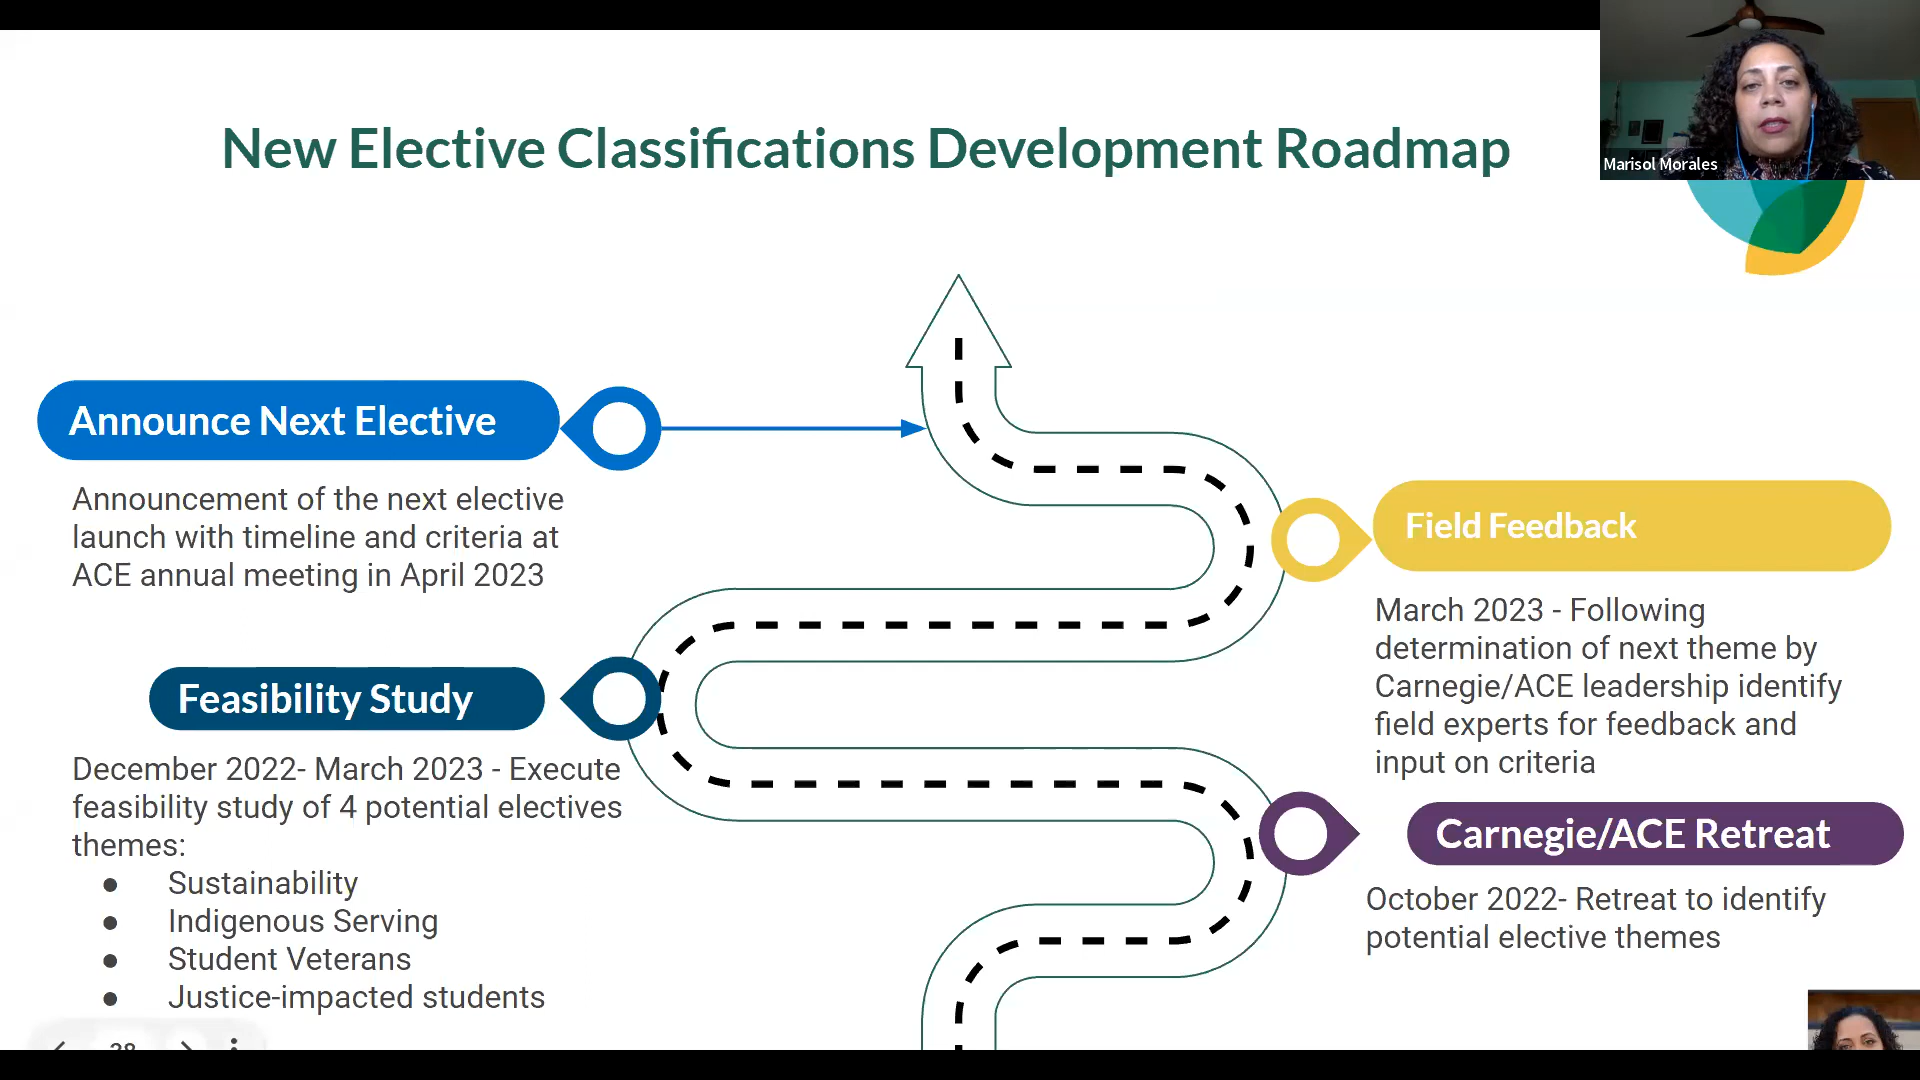 New Elective Classifications Development Roadmap
Marisol Morales
Announce Next Elective
Announcement of the next elective
launch with timeline and criteria at
ACE annual meeting in April 2023
Field Feedback
March 2023 - Following
determination of next theme by
Carnegie/ACE leadership identify
field experts for feedback and
input on criteria
Feasibility Study
December 2022- March 2023 - Execute
feasibility study of 4 potential electives
themes:
● Sustainability
● Indigenous Serving
● Student Veterans
● Justice-impacted students
Carnegie/ACE Retreat
October 2022- Retreat to identify
potential elective themes